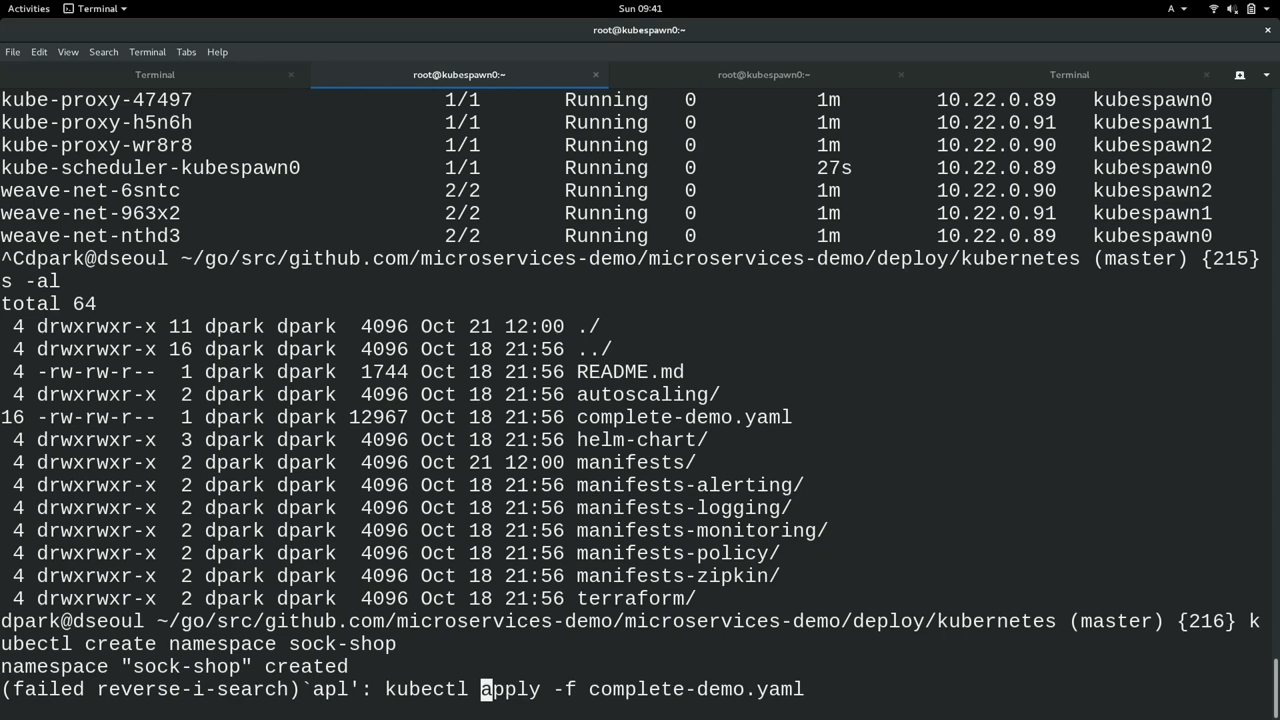 Activities Terminal Sun 09:41 A
root@kubespawn0:~ ×
File Edit View Search Terminal Tabs Help
Terminal × root@kubespawn0:~ × root@kubespawn0:~ × Terminal ×
kube-proxy-47497 1/1 Running 0 1m 10.22.0.89 kubespawn0
kube-proxy-h5n6h 1/1 Running 0 1m 10.22.0.91 kubespawn1
kube-proxy-wr8r8 1/1 Running 0 1m 10.22.0.90 kubespawn2
kube-scheduler-kubespawn0 1/1 Running 0 27s 10.22.0.89 kubespawn0
weave-net-6sntc 2/2 Running 0 1m 10.22.0.90 kubespawn2
weave-net-963x2 2/2 Running 0 1m 10.22.0.91 kubespawn1
weave-net-nthd3 2/2 Running 0 1m 10.22.0.89 kubespawn0
^Cdpark@dseoul ~/go/src/github.com/microservices-demo/microservices-demo/deploy/kubernetes (master) {215}
s -al
total 64
4 drwxrwxr-x 11 dpark dpark 4096 Oct 21 12:00 ./
4 drwxrwxr-x 16 dpark dpark 4096 Oct 18 21:56 ../
4 -rw-rw-r-- 1 dpark dpark 1744 Oct 18 21:56 README.md
4 drwxrwxr-x 2 dpark dpark 4096 Oct 18 21:56 autoscaling/
16 -rw-rw-r-- 1 dpark dpark 12967 Oct 18 21:56 complete-demo.yaml
4 drwxrwxr-x 3 dpark dpark 4096 Oct 18 21:56 helm-chart/
4 drwxrwxr-x 2 dpark dpark 4096 Oct 21 12:00 manifests/
4 drwxrwxr-x 2 dpark dpark 4096 Oct 18 21:56 manifests-alerting/
4 drwxrwxr-x 2 dpark dpark 4096 Oct 18 21:56 manifests-logging/
4 drwxrwxr-x 2 dpark dpark 4096 Oct 18 21:56 manifests-monitoring/
4 drwxrwxr-x 2 dpark dpark 4096 Oct 18 21:56 manifests-policy/
4 drwxrwxr-x 2 dpark dpark 4096 Oct 18 21:56 manifests-zipkin/
4 drwxrwxr-x 2 dpark dpark 4096 Oct 18 21:56 terraform/
dpark@dseoul ~/go/src/github.com/microservices-demo/microservices-demo/deploy/kubernetes (master) {216} k
ubectl create namespace sock-shop
namespace "sock-shop" created
(failed reverse-i-search)`apl': kubectl apply -f complete-demo.yaml